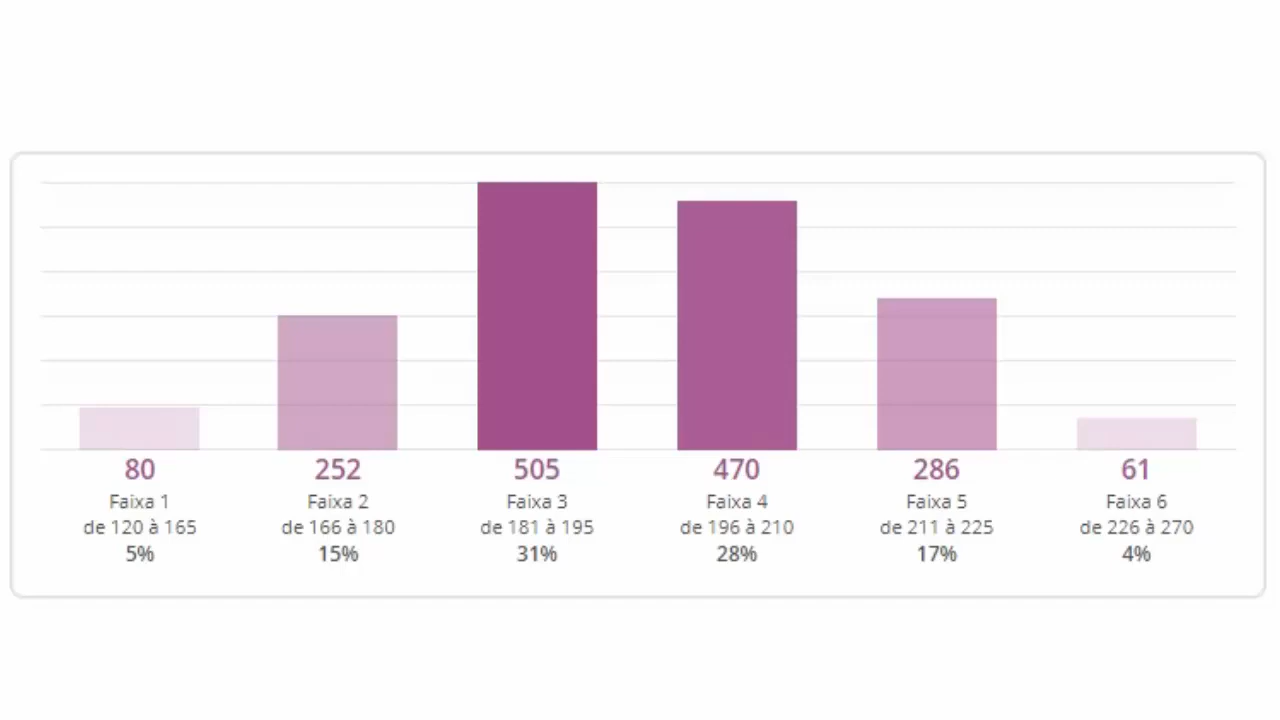 80 252 505 470 286 61
Faixa 1 Faixa 2 Faixa 3 Faixa 4 Faixa 5 Faixa 6
de 120 à 165 de 166 à 180 de 181 à 195 de 196 à 210 de 211 à 225 de 226 à 270
5% 15% 31% 28% 17% 4%